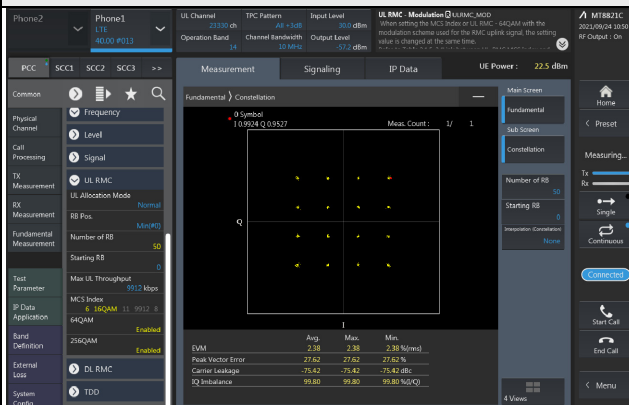 Phone2
Phone1
LTE
40.00 #013
UL Channel
23330 ch
TPC Pattern
All +3dB
Input Level
30.0 dBm
Operation Band
14
Channel Bandwidth
10 MHz
Output Level
-57.2 dBm
UL RMC - Modulation ULRMC_MOD
When setting the MCS Index or UL RMC - 64QAM with the
modulation scheme used for the RMC uplink signal, the setting
value is changed at the same time.
MT8821C
2021/09/24 10:50
RF Output : On
PCC
SCC1
SCC2
SCC3
>>
Measurement
Signaling
IP Data
UE Power : 22.5 dBm
Common
Physical
Channel
Call
Processing
TX
Measurement
RX
Measurement
Fundamental
Measurement
Test
Parameter
IP Data
Application
Band
Definition
External
Loss
System
Config
Frequency
Level
Signal
UL RMC
UL Allocation Mode
Normal
RB Pos.
Min(#0)
Number of RB
50
Starting RB
0
Max UL Throughput
9912 kbps
MCS Index
6 16QAM 11 9912 8
64QAM
Enabled
256QAM
Enabled
DL RMC
TDD
Fundamental
Constellation
0 Symbol
I 0.9924 Q 0.9527
Meas. Count : 1/ 1
Q
I
Avg. Max. Min.
EVM 2.38 2.38 2.38 %(rms)
Peak Vector Error 27.62 27.62 27.62 %
Carrier Leakage -75.42 -75.42 -75.42 dBc
IQ Imbalance 99.80 99.80 99.80 %(I/Q)
Main Screen
Fundamental
Sub Screen
Constellation
Number of RB
50
Starting RB
0
Interpolation (Constellation)
None
4 Views
Home
Preset
Measuring...
Tx
Rx
Single
Continuous
Connected
Start Call
End Call
Menu